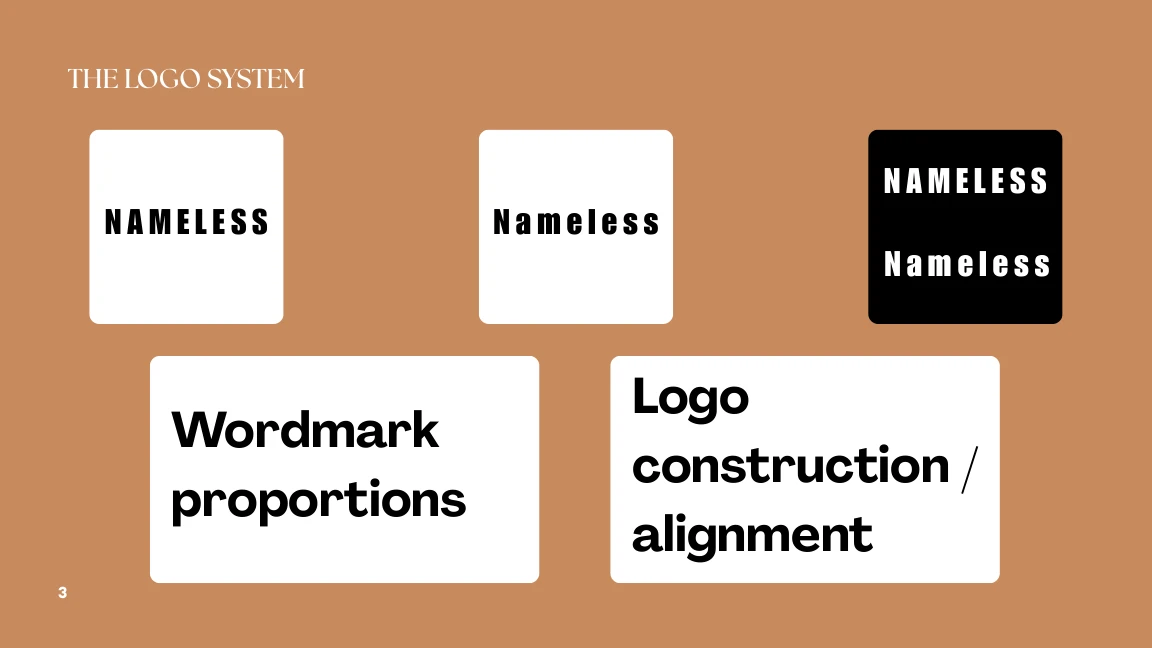 THE LOGO SYSTEM
NAMELESS
Nameless
NAMELESS
Nameless
Wordmark
proportions
Logo
construction /
alignment
3